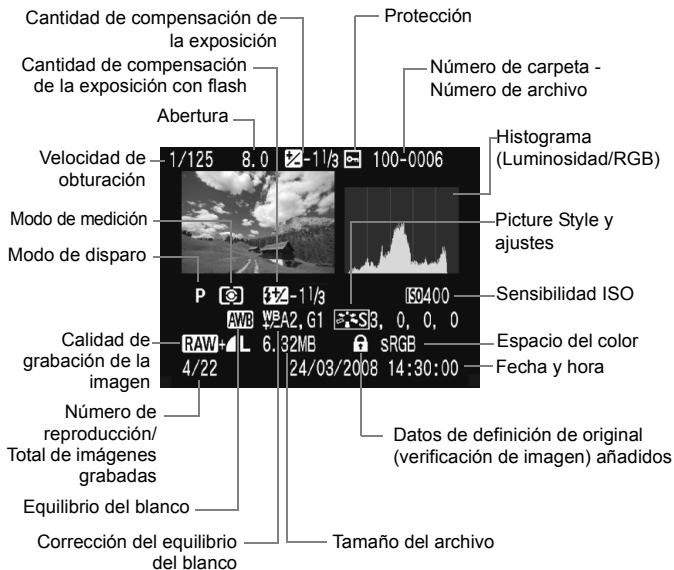 Cantidad de compensación de
la exposición
Protección
Cantidad de compensación
de la exposición con flash
Número de carpeta -
Número de archivo
Abertura
Histograma
(Luminosidad/RGB)
Velocidad de
obturación
1/125 8.0 -1 1/3 100-0006
Modo de medición
Picture Style y
ajustes
Modo de disparo
P -1 1/3 ISO400
Sensibilidad ISO
AWB WB A2, G1 S3, 0, 0, 0
Calidad de
grabación de la
imagen
RAW+L 6.32MB sRGB
Espacio del color
4/22 24/03/2008 14:30:00
Fecha y hora
Número de
reproducción/
Total de imágenes
grabadas
Datos de definición de original
(verificación de imagen) añadidos
Equilibrio del blanco
Corrección del equilibrio
del blanco
Tamaño del archivo